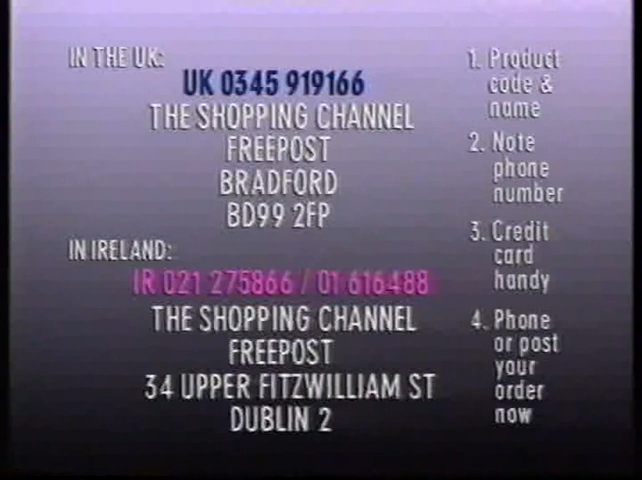 IN THE UK:
UK 0345 919166
THE SHOPPING CHANNEL
FREEPOST
BRADFORD
BD99 2FP
IN IRELAND:
IR 021 275866 / 01 616488
THE SHOPPING CHANNEL
FREEPOST
34 UPPER FITZWILLIAM ST
DUBLIN 2
1. Product
code &
name
2. Note
phone
number
3. Credit
card
handy
4. Phone
or post
your
order
now